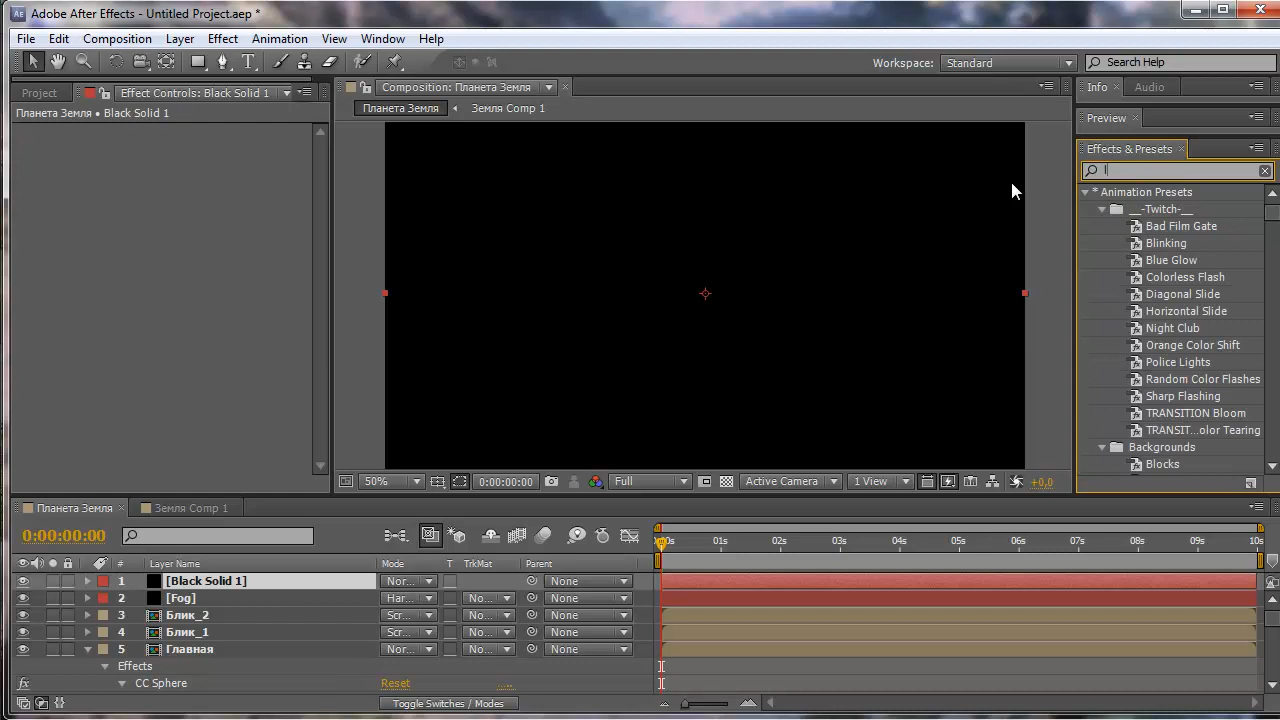 Adobe After Effects - Untitled Project.aep *
File Edit Composition Layer Effect Animation View Window Help
Workspace: Standard Search Help
Project Effect Controls: Black Solid 1 Composition: Планета Земля Info Audio
Планета Земля • Black Solid 1 Планета Земля Земля Comp 1
Preview
Effects & Presets
l
* Animation Presets
__-Twitch-__
Bad Film Gate
Blinking
Blue Glow
Colorless Flash
Diagonal Slide
Horizontal Slide
Night Club
Orange Color Shift
Police Lights
Random Color Flashes
Sharp Flashing
TRANSITION Bloom
TRANSIT...olor Tearing
Backgrounds
Blocks
50% 0:00:00:00 Full Active Camera 1 View +0,0
Планета Земля Земля Comp 1
0:00:00:00
01s 02s 03s 04s 05s 06s 07s 08s 09s 10s
# Layer Name Mode T TrkMat Parent
1 [Black Solid 1] Nor... None
2 [Fog] Har... No... None
3 Блик_2 Scr... No... None
4 Блик_1 Scr... No... None
5 Главная Nor... No... None
Effects
fx CC Sphere Reset .....
Toggle Switches / Modes